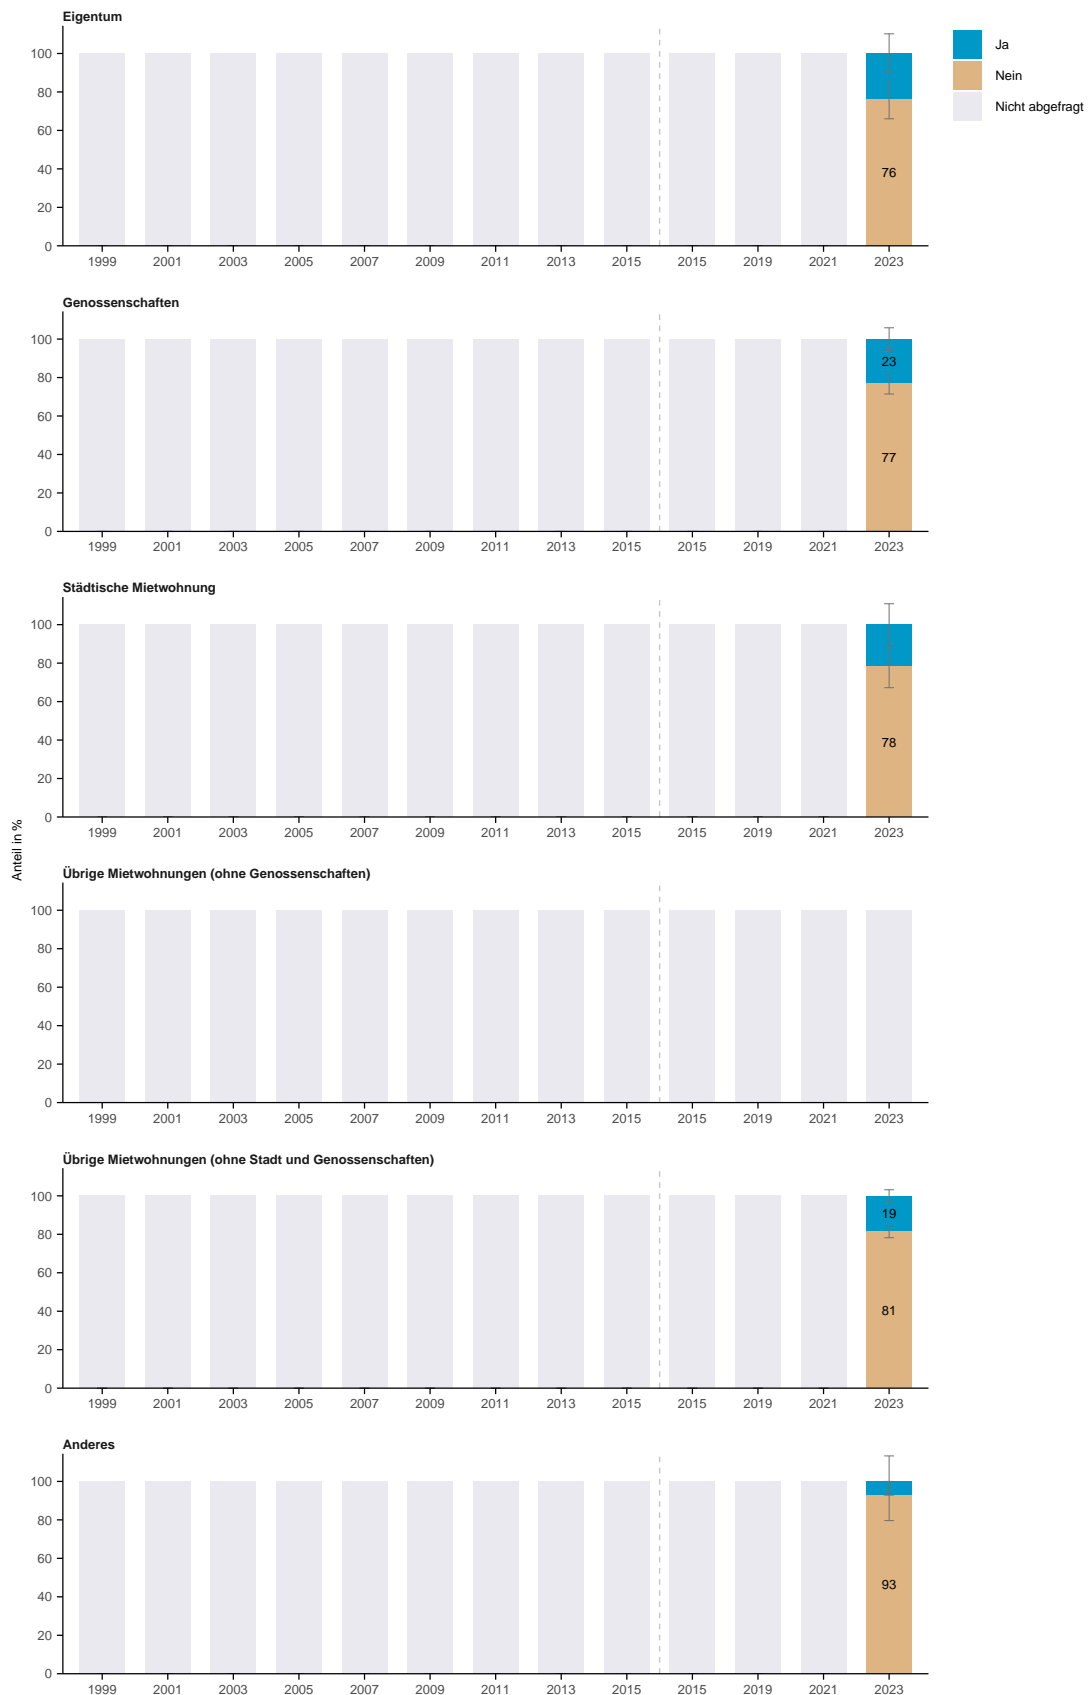 Eigentum
100
80
60
40
20
0
76
1999 2001 2003 2005 2007 2009 2011 2013 2015 2015 2019 2021 2023
Ja
Nein
Nicht abgefragt
Genossenschaften
100
80
60
40
20
0
23
77
1999 2001 2003 2005 2007 2009 2011 2013 2015 2015 2019 2021 2023
Städtische Mietwohnung
100
80
60
40
20
0
78
1999 2001 2003 2005 2007 2009 2011 2013 2015 2015 2019 2021 2023
Anteil in %
Übrige Mietwohnungen (ohne Genossenschaften)
100
80
60
40
20
0
1999 2001 2003 2005 2007 2009 2011 2013 2015 2015 2019 2021 2023
Übrige Mietwohnungen (ohne Stadt und Genossenschaften)
100
80
60
40
20
0
19
81
1999 2001 2003 2005 2007 2009 2011 2013 2015 2015 2019 2021 2023
Anderes
100
80
60
40
20
0
93
1999 2001 2003 2005 2007 2009 2011 2013 2015 2015 2019 2021 2023